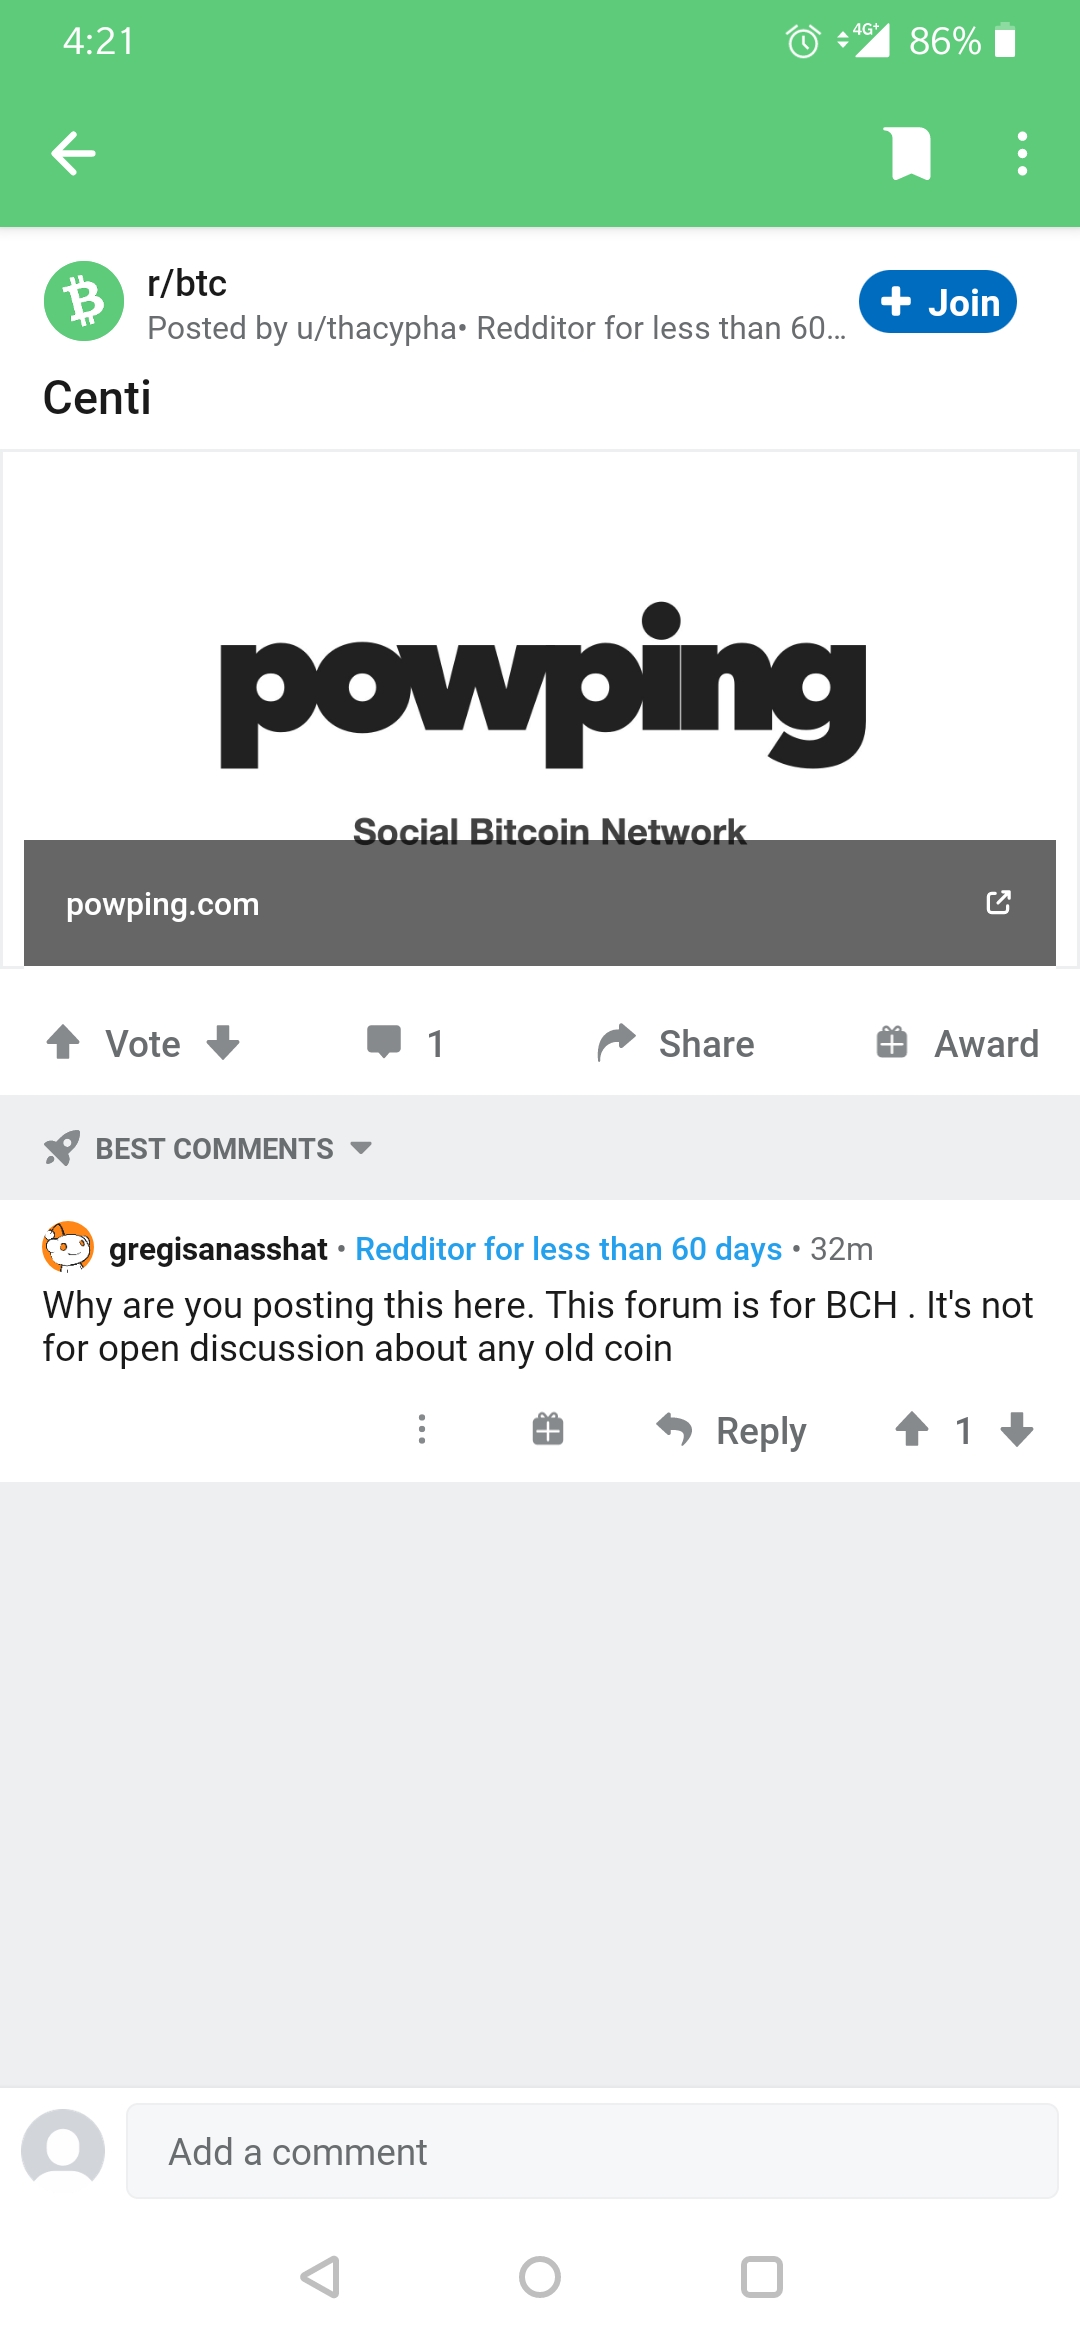 4:21
4G+ 86%
r/btc
Posted by u/thacypha• Redditor for less than 60...
+ Join
Centi
powping
Social Bitcoin Network
powping.com
Vote 1 Share Award
BEST COMMENTS
gregisanasshat • Redditor for less than 60 days • 32m
Why are you posting this here. This forum is for BCH . It's not
for open discussion about any old coin
Reply 1
Add a comment